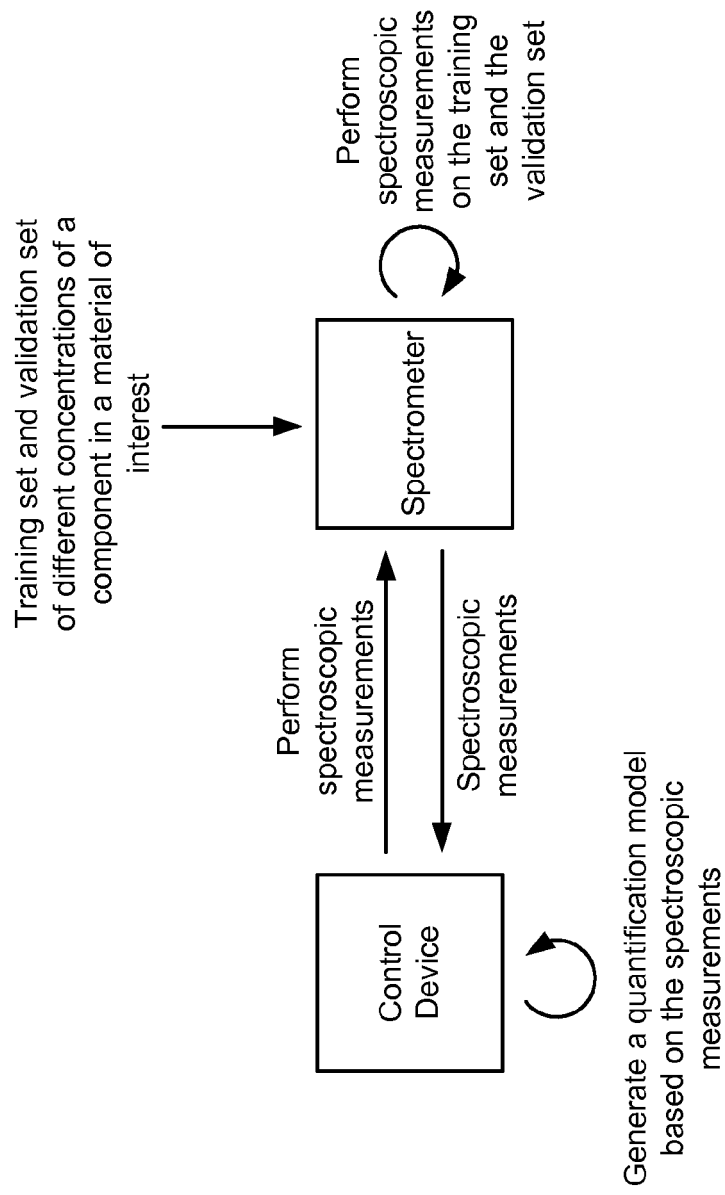 Training set and validation set
of different concentrations of a
component in a material of
interest
Perform
spectroscopic
measurements
Spectroscopic
measurements
Control
Device
Spectrometer
Perform
spectroscopic
measurements
on the training
set and the
validation set
Generate a quantification model
based on the spectroscopic
measurements